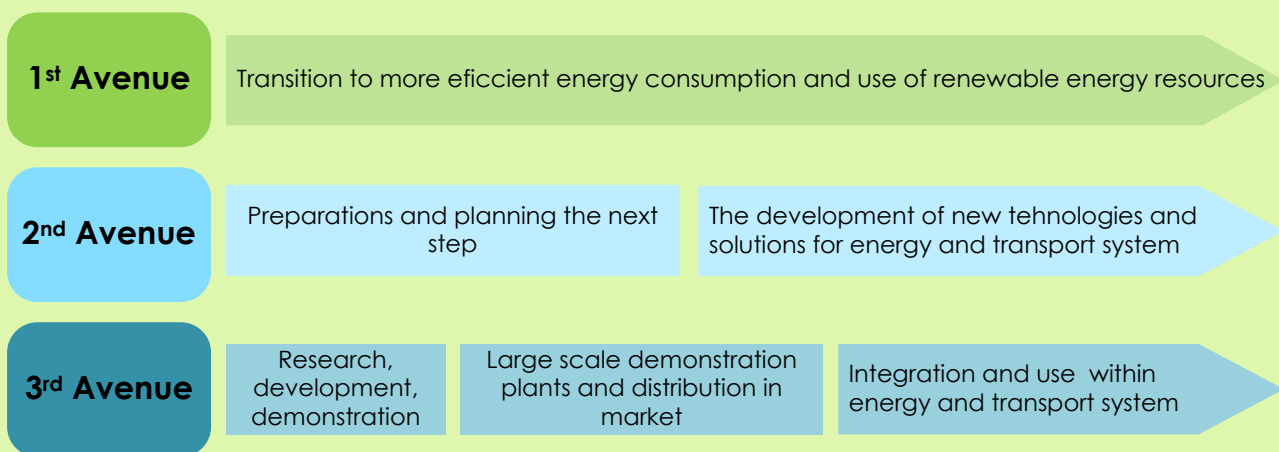 1st Avenue
Transition to more eficcient energy consumption and use of renewable energy resources
2nd Avenue
Preparations and planning the next
step
The development of new tehnologies and
solutions for energy and transport system
3rd Avenue
Research,
development,
demonstration
Large scale demonstration
plants and distribution in
market
Integration and use within
energy and transport system